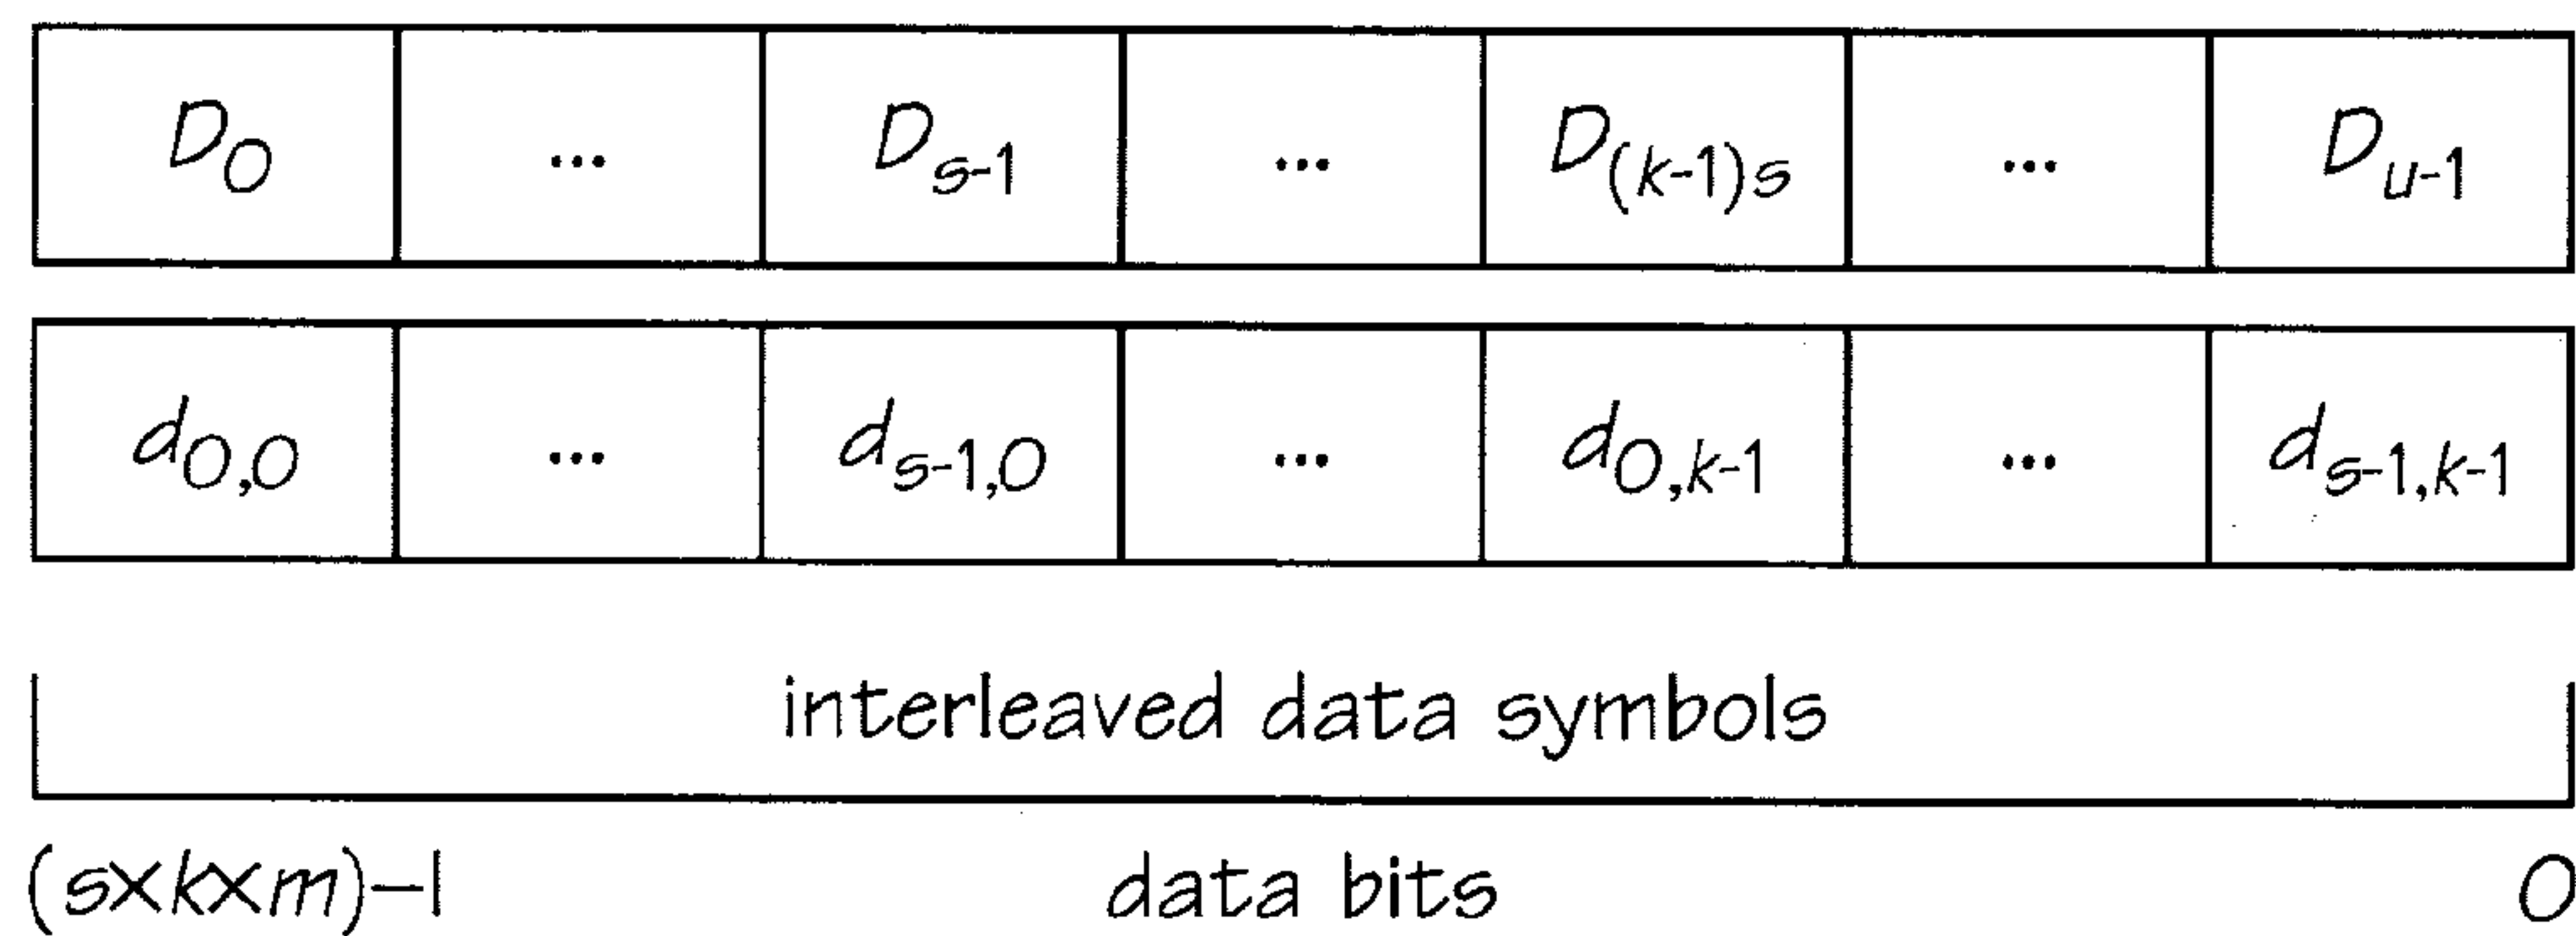 D0 ... Ds-1 ... D(k-1)s ... Du-1
d0,0 ... ds-1,0 ... d0,k-1 ... ds-1,k-1
interleaved data symbols
(s×k×m)–1 data bits 0